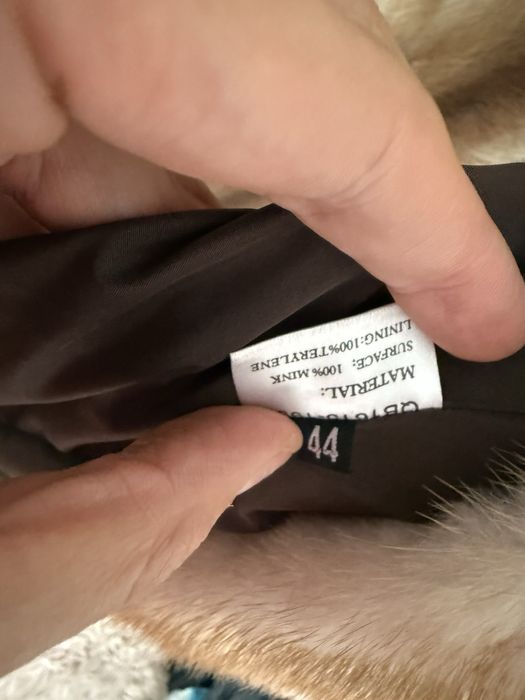 MATERIAL:
SURFACE: 100% MINK
LINING:100%TERYLENE
44